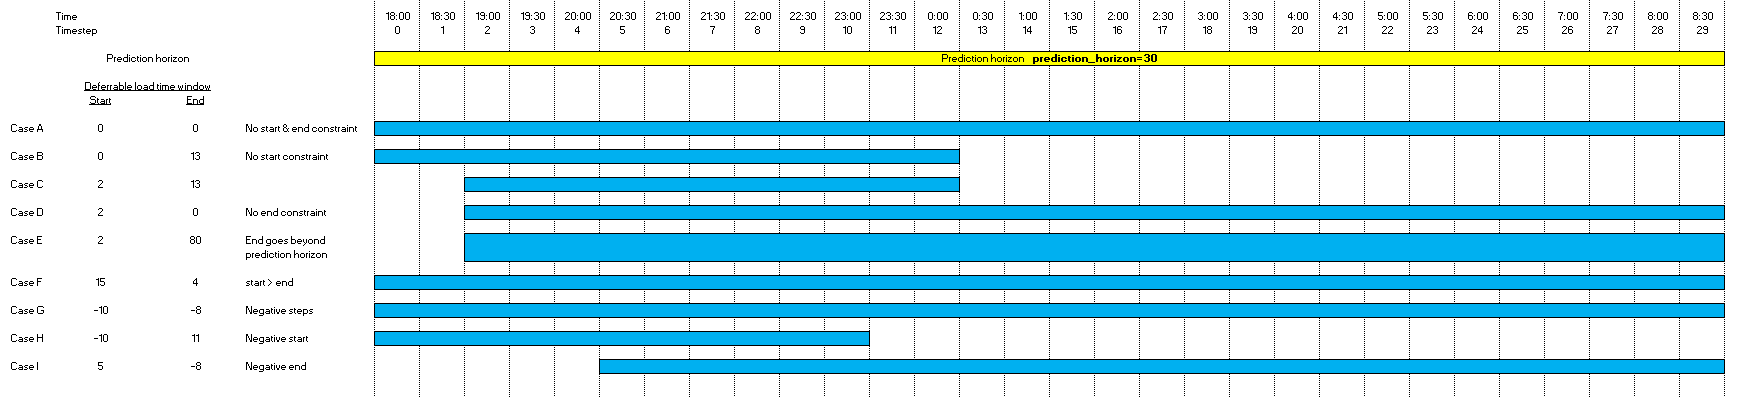 Time 18:00 18:30 19:00 19:30 20:00 20:30 21:00 21:30 22:00 22:30 23:00 23:30 0:00 0:30 1:00 1:30 2:00 2:30 3:00 3:30 4:00 4:30 5:00 5:30 6:00 6:30 7:00 7:30 8:00 8:30
Timestep 0 1 2 3 4 5 6 7 8 9 10 11 12 13 14 15 16 17 18 19 20 21 22 23 24 25 26 27 28 29
Prediction horizon Prediction horizon prediction_horizon=30
Deferrable load time window
Start End
Case A 0 0 No start & end constraint
Case B 0 13 No start constraint
Case C 2 13
Case D 2 0 No end constraint
Case E 2 80 End goes beyond
prediction horizon
Case F 15 4 start > end
Case G -10 -8 Negative steps
Case H -10 11 Negative start
Case I 5 -8 Negative end